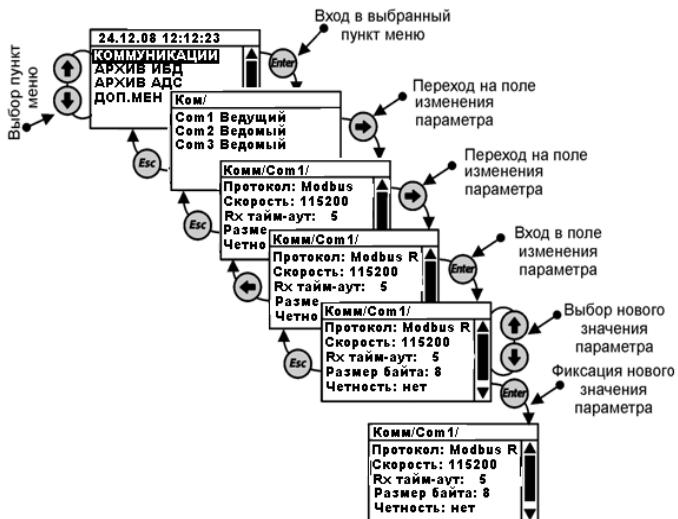 24.12.08 12:12:23
КОММУНИКАЦИИ
АРХИВ ИБД
АРХИВ АДС
ДОП.МЕН
Выбор пункт
меню
Enter
Вход в выбранный
пункт меню
Ком/
Com1 Ведущий
Com2 Ведомый
Com3 Ведомый
Esc
Переход на поле
изменения
параметра
Комм/Com1/
Протокол: Modbus
Скорость: 115200
Rx тайм-аут: 5
Разме
Четно
Esc
Переход на поле
изменения
параметра
Комм/Com1/
Протокол: Modbus R
Скорость: 115200
Rx тайм-аут: 5
Разме
Четно
Enter
Вход в поле
изменения
параметра
Комм/Com1/
Протокол: Modbus R
Скорость: 115200
Rx тайм-аут: 5
Размер байта: 8
Четность: нет
Esc
Выбор нового
значения
параметра
Enter
Фиксация нового
значения
параметра
Комм/Com1/
Протокол: Modbus R
Скорость: 115200
Rx тайм-аут: 5
Размер байта: 8
Четность: нет